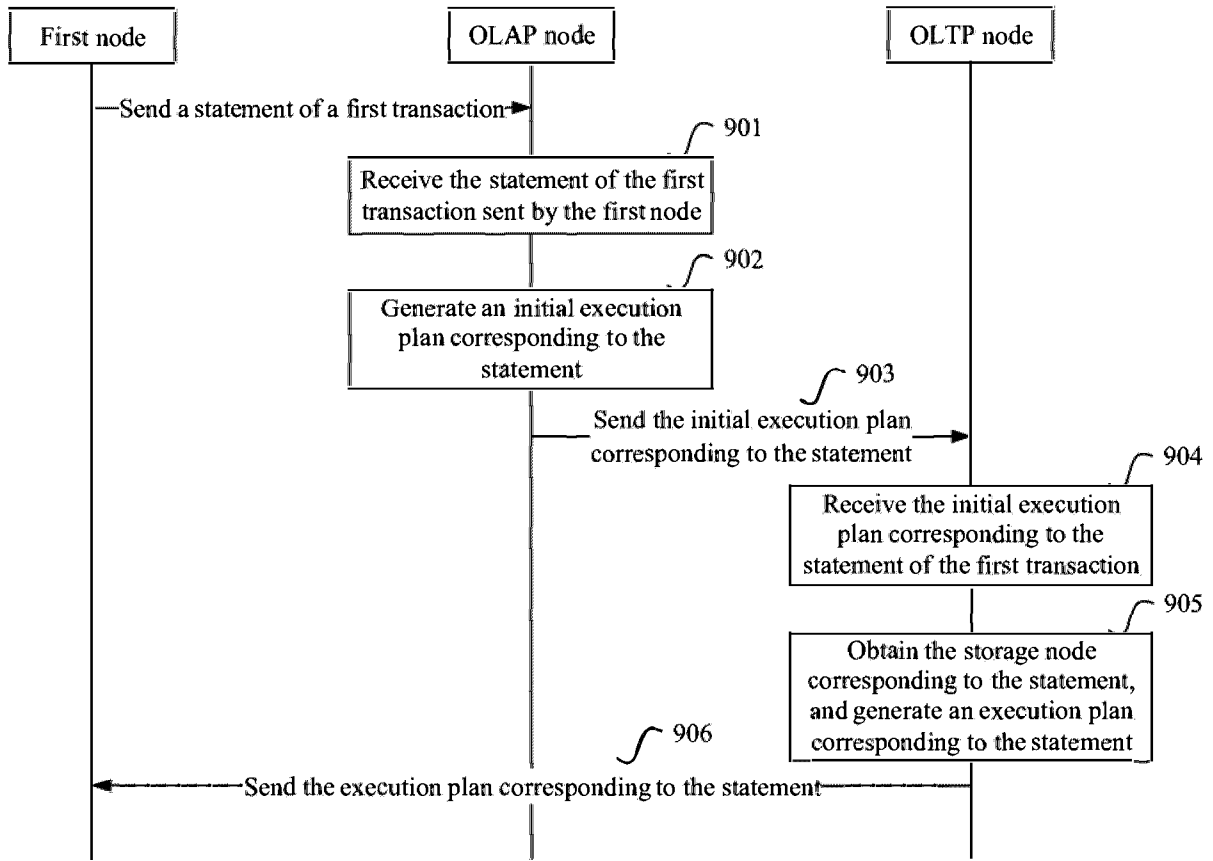 First node
OLAP node
OLTP node
Send a statement of a first transaction
901
Receive the statement of the first
transaction sent by the first node
902
Generate an initial execution
plan corresponding to the
statement
903
Send the initial execution plan
corresponding to the statement
904
Receive the initial execution
plan corresponding to the
statement of the first transaction
905
Obtain the storage node
corresponding to the statement,
and generate an execution plan
corresponding to the statement
906
Send the execution plan corresponding to the statement